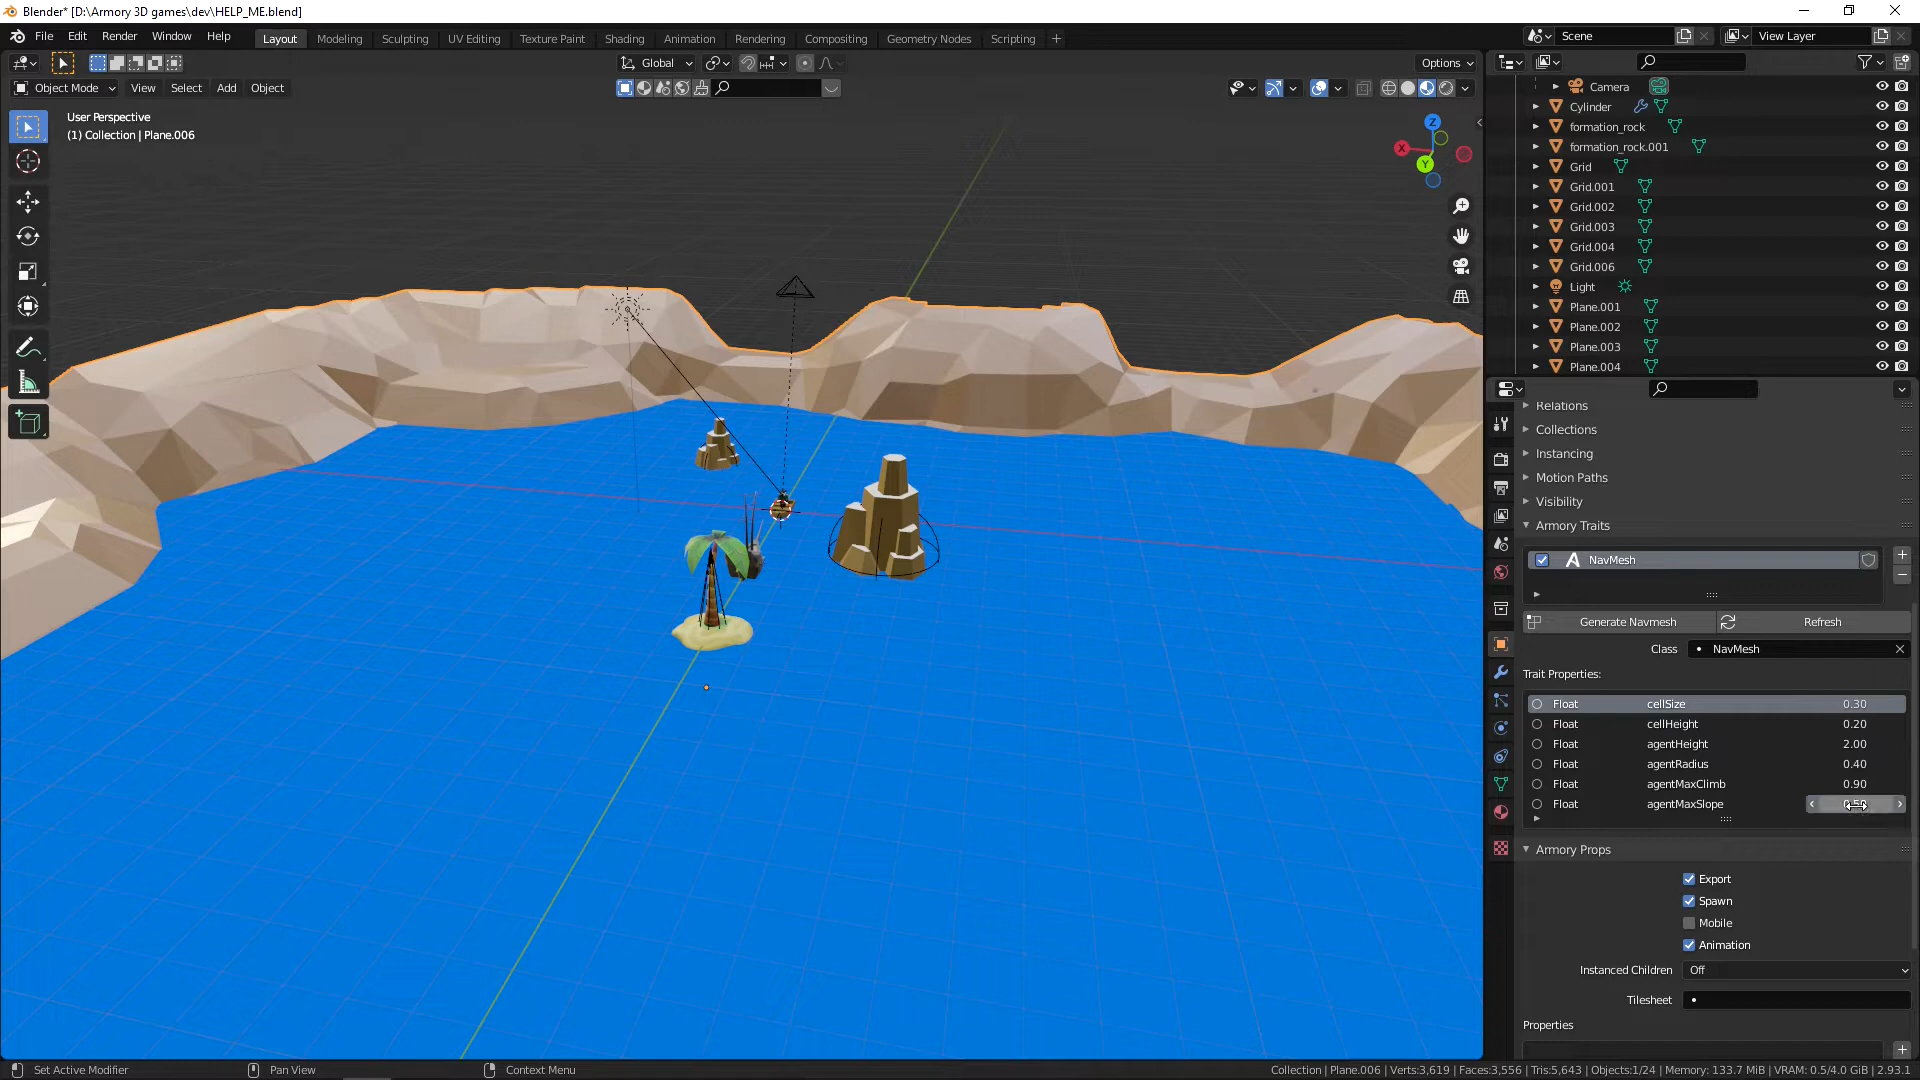 Blender* [D:\Armory 3D games\dev\HELP_ME.blend]
File Edit Render Window Help
Layout Modeling Sculpting UV Editing Texture Paint Shading Animation Rendering Compositing Geometry Nodes Scripting +
Scene
View Layer
Global
Options
Object Mode View Select Add Object
User Perspective
(1) Collection | Plane.006
Z
X
Y
Camera
Cylinder
formation_rock
formation_rock.001
Grid
Grid.001
Grid.002
Grid.003
Grid.004
Grid.006
Light
Plane.001
Plane.002
Plane.003
Plane.004
Relations
Collections
Instancing
Motion Paths
Visibility
Armory Traits
NavMesh
Generate Navmesh Refresh
Class NavMesh
Trait Properties:
Float cellSize 0.30
Float cellHeight 0.20
Float agentHeight 2.00
Float agentRadius 0.40
Float agentMaxClimb 0.90
Float agentMaxSlope
Armory Props
Export
Spawn
Mobile
Animation
Instanced Children Off
Tilesheet
Properties
Set Active Modifier Pan View Context Menu
Collection | Plane.006 | Verts:3,619 | Faces:3,556 | Tris:5,643 | Objects:1/24 | Memory: 133.7 MiB | VRAM: 0.5/4.0 GiB | 2.93.1